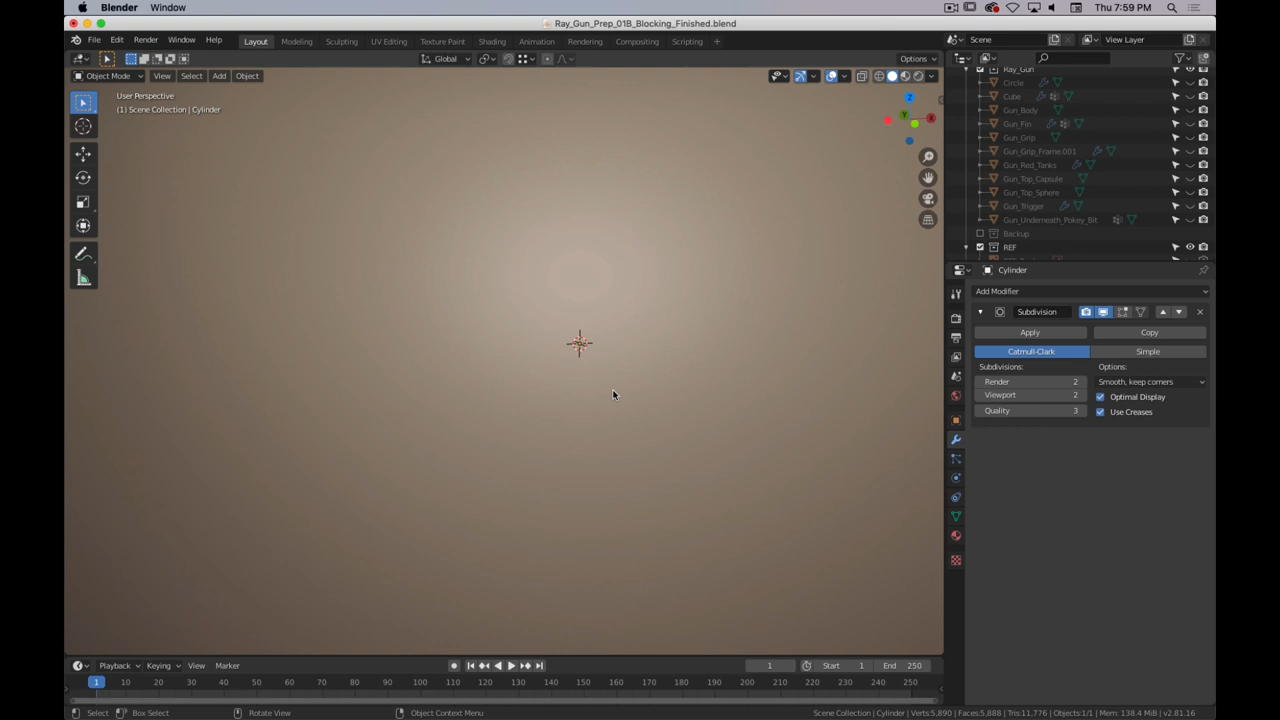 Blender Window Thu 7:59 PM
Ray_Gun_Prep_01B_Blocking_Finished.blend
File Edit Render Window Help Layout Modeling Sculpting UV Editing Texture Paint Shading Animation Rendering Compositing Scripting + Scene View Layer
Global Options
Object Mode View Select Add Object
User Perspective
(1) Scene Collection | Cylinder
Z
Y
X
Ray_Gun
Circle
Cube
Gun_Body
Gun_Fin
Gun_Grip
Gun_Grip_Frame.001
Gun_Red_Tanks
Gun_Top_Capsule
Gun_Top_Sphere
Gun_Trigger
Gun_Underneath_Pokey_Bit
Backup
REF
Cylinder
Add Modifier
Subdivision
Apply Copy
Catmull-Clark Simple
Subdivisions: Options:
Render 2 Smooth, keep corners
Viewport 2 Optimal Display
Quality 3 Use Creases
Playback Keying View Marker 1 Start 1 End 250
1 10 20 30 40 50 60 70 80 90 100 110 120 130 140 150 160 170 180 190 200 210 220 230 240 250
Select Box Select Rotate View Object Context Menu Scene Collection | Cylinder | Verts:5,890 | Faces:5,888 | Tris:11,776 | Objects:1/1 | Mem: 138.4 MiB | v2.81.16